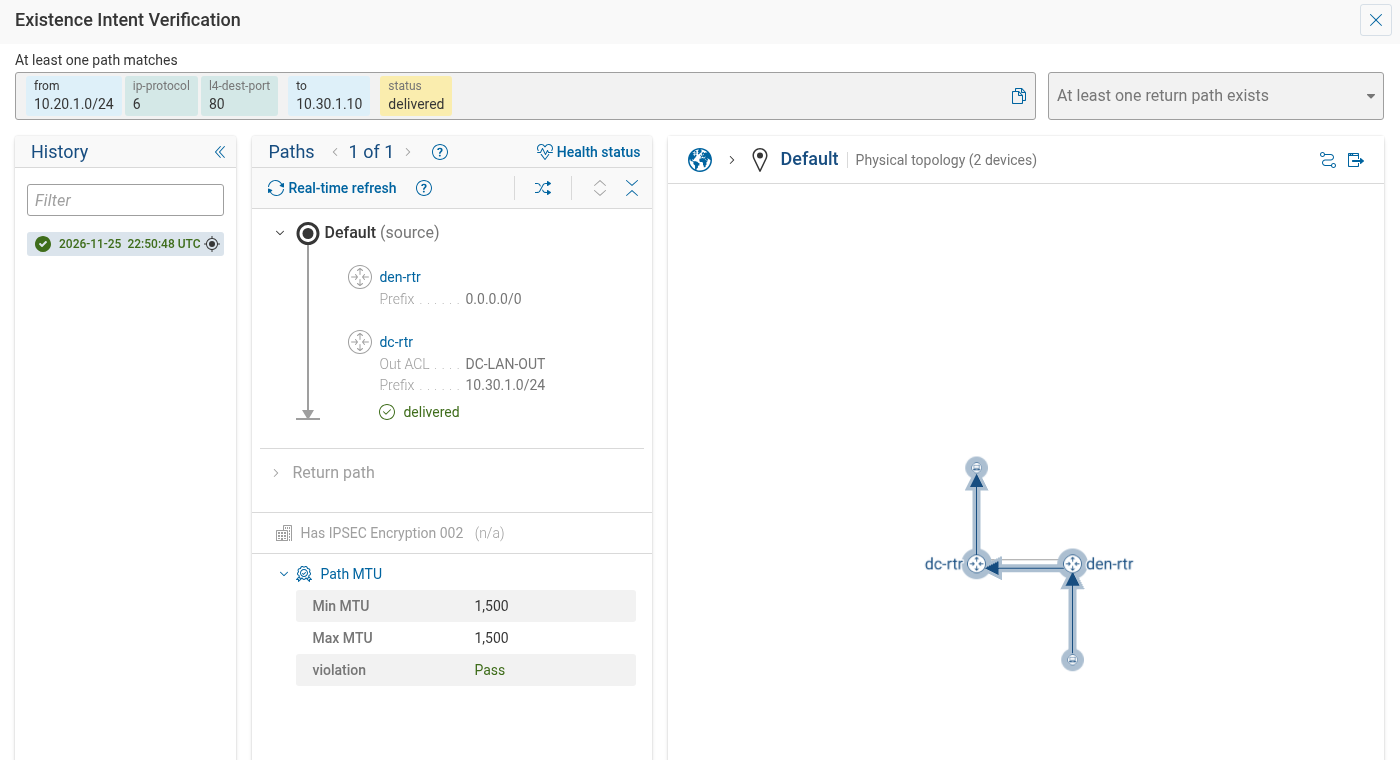 Existence Intent Verification
At least one path matches
from ip-protocol l4-dest-port to status
10.20.1.0/24 6 80 10.30.1.10 delivered
At least one return path exists
History
Filter
2026-11-25 22:50:48 UTC
Paths 1 of 1 ? Health status
Real-time refresh ?
Default (source)
den-rtr
Prefix . . . . . . 0.0.0.0/0
dc-rtr
Out ACL . . . . DC-LAN-OUT
Prefix . . . . . . 10.30.1.0/24
delivered
Return path
Has IPSEC Encryption 002 (n/a)
Path MTU
Min MTU 1,500
Max MTU 1,500
violation Pass
Default Physical topology (2 devices)
dc-rtr den-rtr